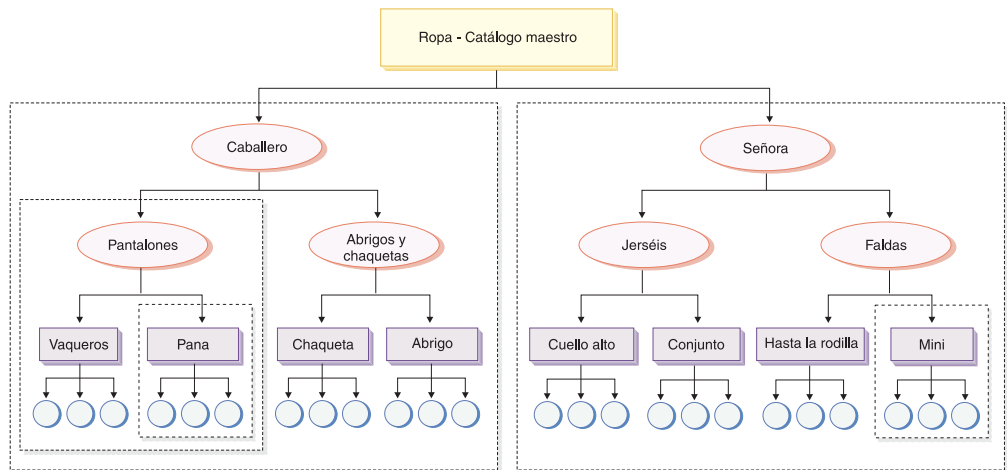 Ropa - Catálogo maestro
Caballero
Señora
Pantalones
Abrigos y
chaquetas
Jerséis
Faldas
Vaqueros
Pana
Chaqueta
Abrigo
Cuello alto
Conjunto
Hasta la rodilla
Mini